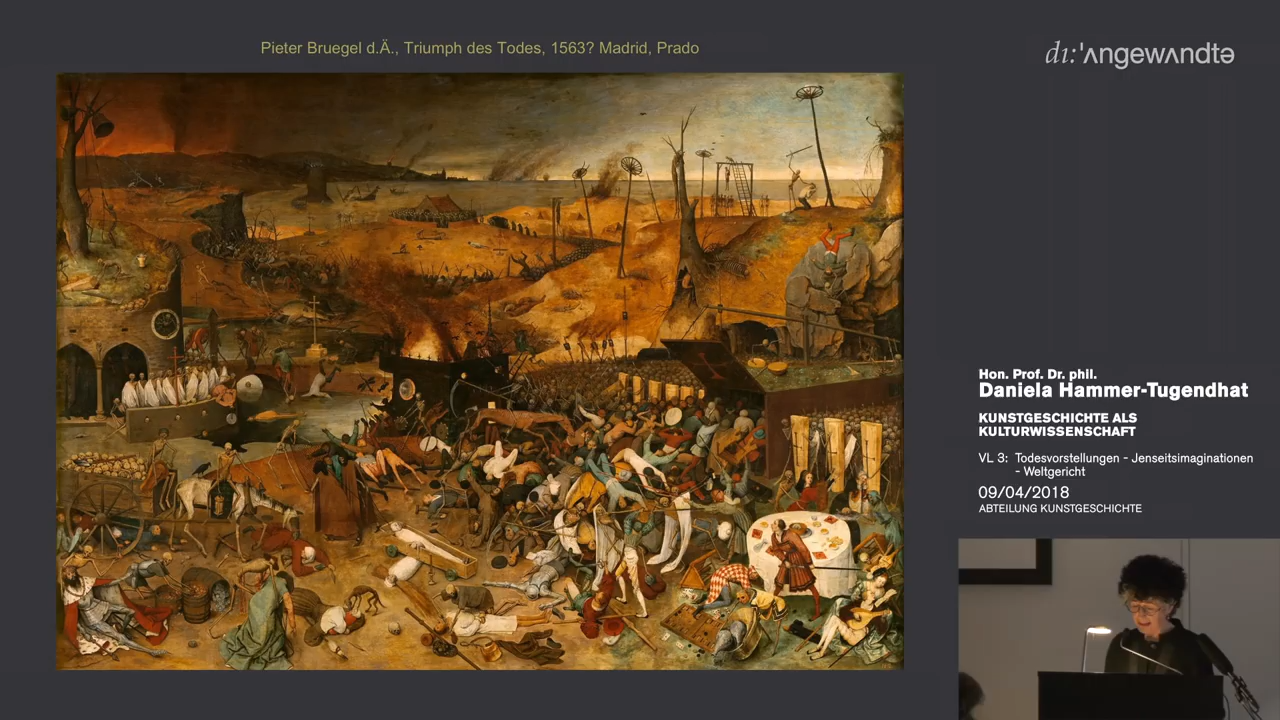 Pieter Bruegel d.Ä., Triumph des Todes, 1563? Madrid, Prado
dı:ˈʌngewʌndtə
Hon. Prof. Dr. phil.
Daniela Hammer-Tugendhat
KUNSTGESCHICHTE ALS
KULTURWISSENSCHAFT
VL 3: Todesvorstellungen - Jenseitsimaginationen
- Weltgericht
09/04/2018
ABTEILUNG KUNSTGESCHICHTE